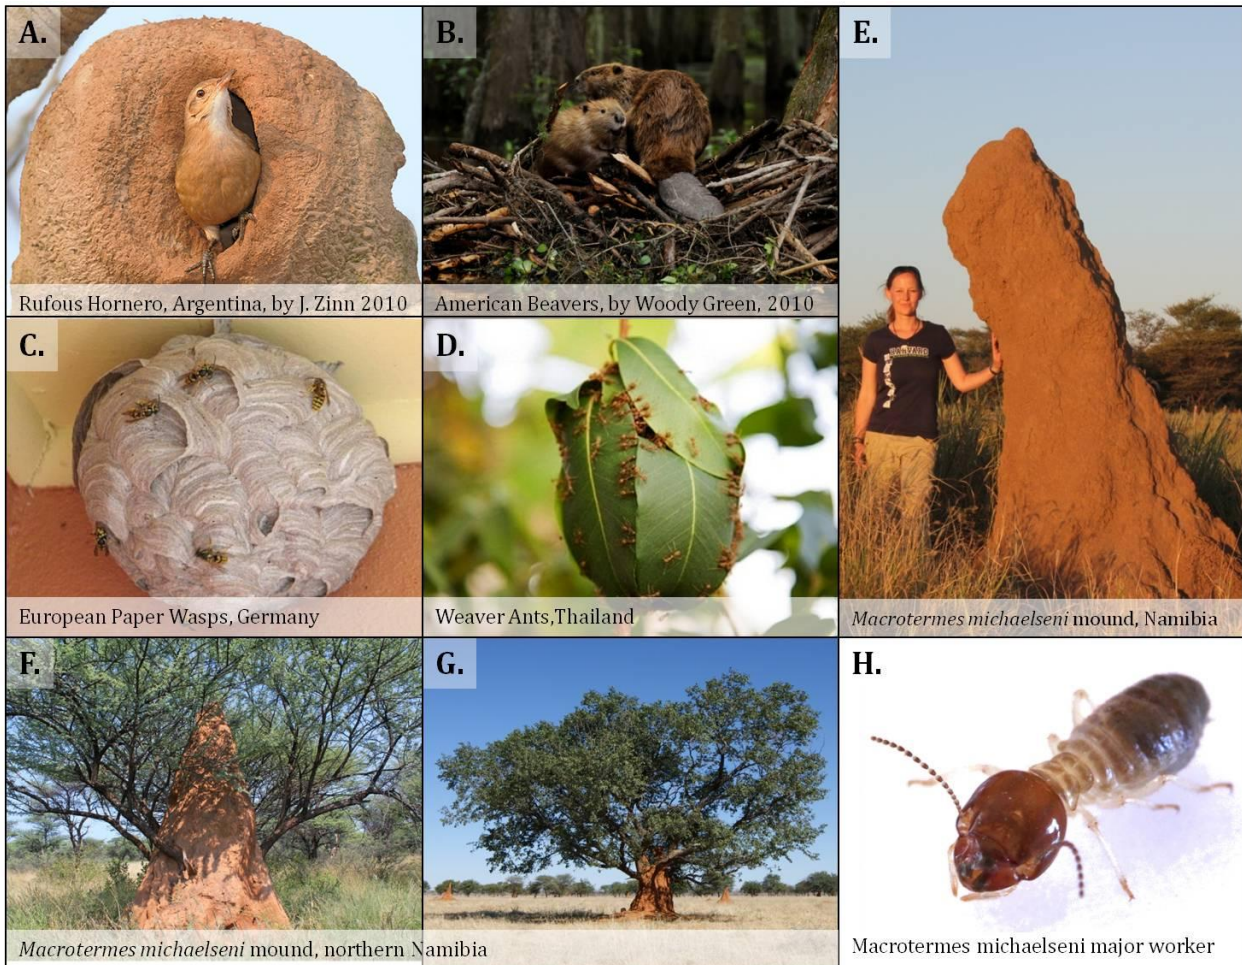 A.
Rufous Hornero, Argentina, by J. Zinn 2010
B.
American Beavers, by Woody Green, 2010
E.
C.
European Paper Wasps, Germany
D.
Weaver Ants,Thailand
Macrotermes michaelseni mound, Namibia
F.
G.
Macrotermes michaelseni mound, northern Namibia
H.
Macrotermes michaelseni major worker